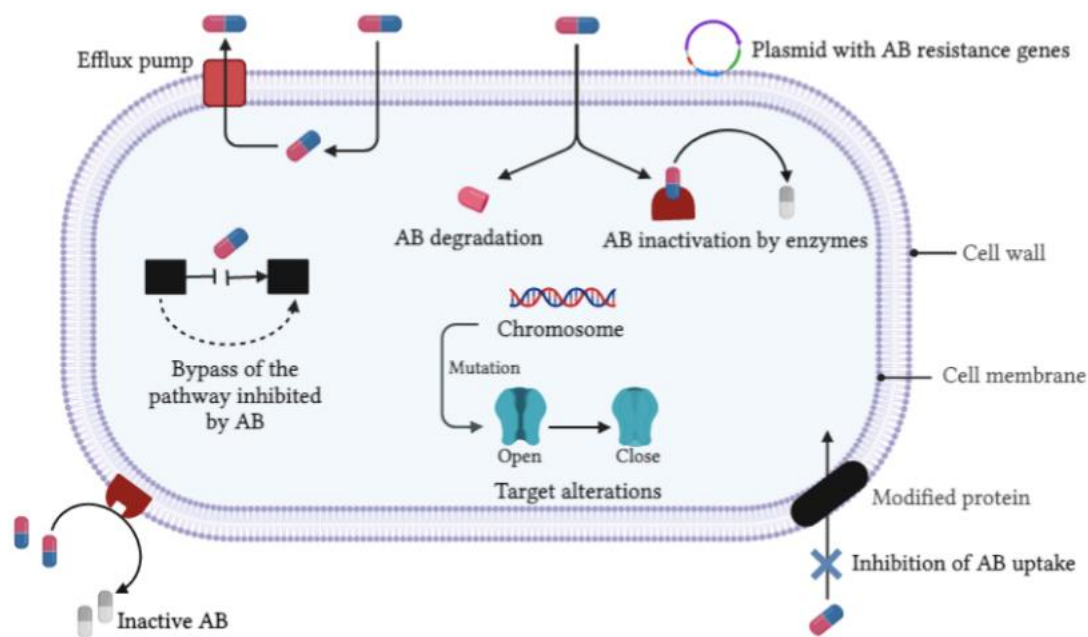 Efflux pump
Plasmid with AB resistance genes
AB degradation
AB inactivation by enzymes
Cell wall
Chromosome
Bypass of the
pathway inhibited
by AB
Mutation
Cell membrane
Open
Close
Target alterations
Modified protein
Inhibition of AB uptake
Inactive AB